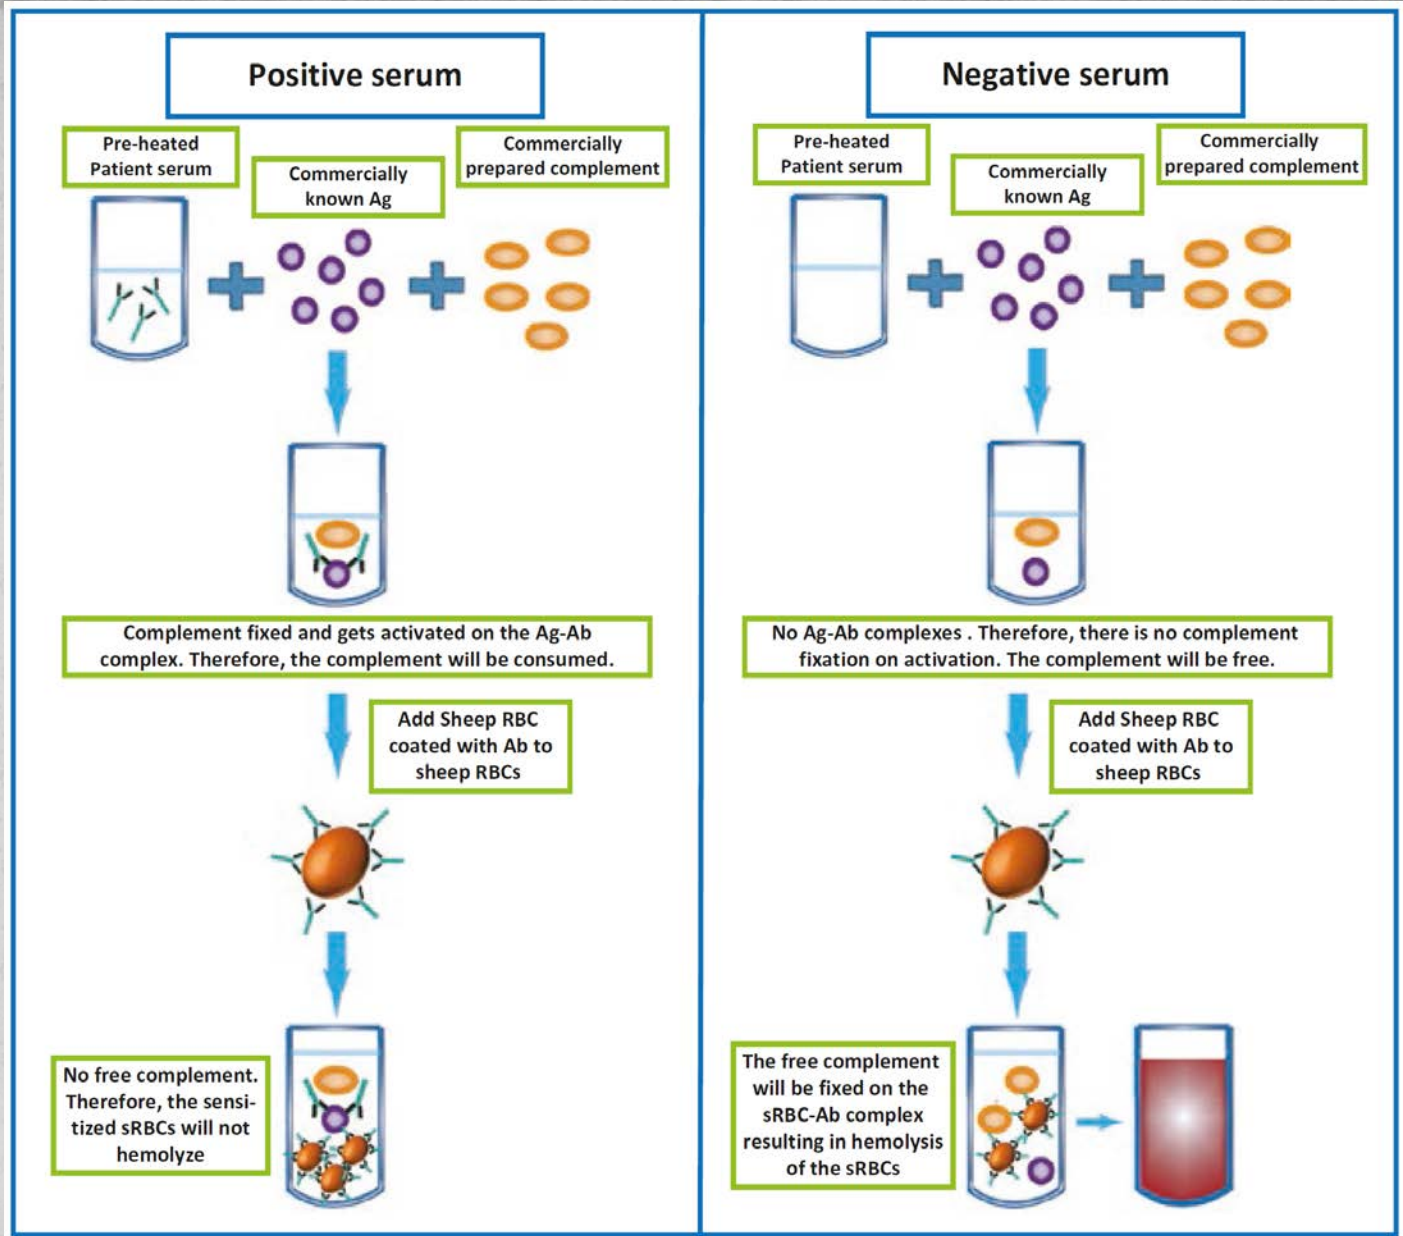 Positive serum
Pre-heated
Patient serum
Commercially
known Ag
Commercially
prepared complement
Complement fixed and gets activated on the Ag-Ab
complex. Therefore, the complement will be consumed.
Add Sheep RBC
coated with Ab to
sheep RBCs
No free complement.
Therefore, the sensi-
tized sRBCs will not
hemolyze
Negative serum
Pre-heated
Patient serum
Commercially
known Ag
Commercially
prepared complement
No Ag-Ab complexes . Therefore, there is no complement
fixation on activation. The complement will be free.
Add Sheep RBC
coated with Ab to
sheep RBCs
The free complement
will be fixed on the
sRBC-Ab complex
resulting in hemolysis
of the sRBCs